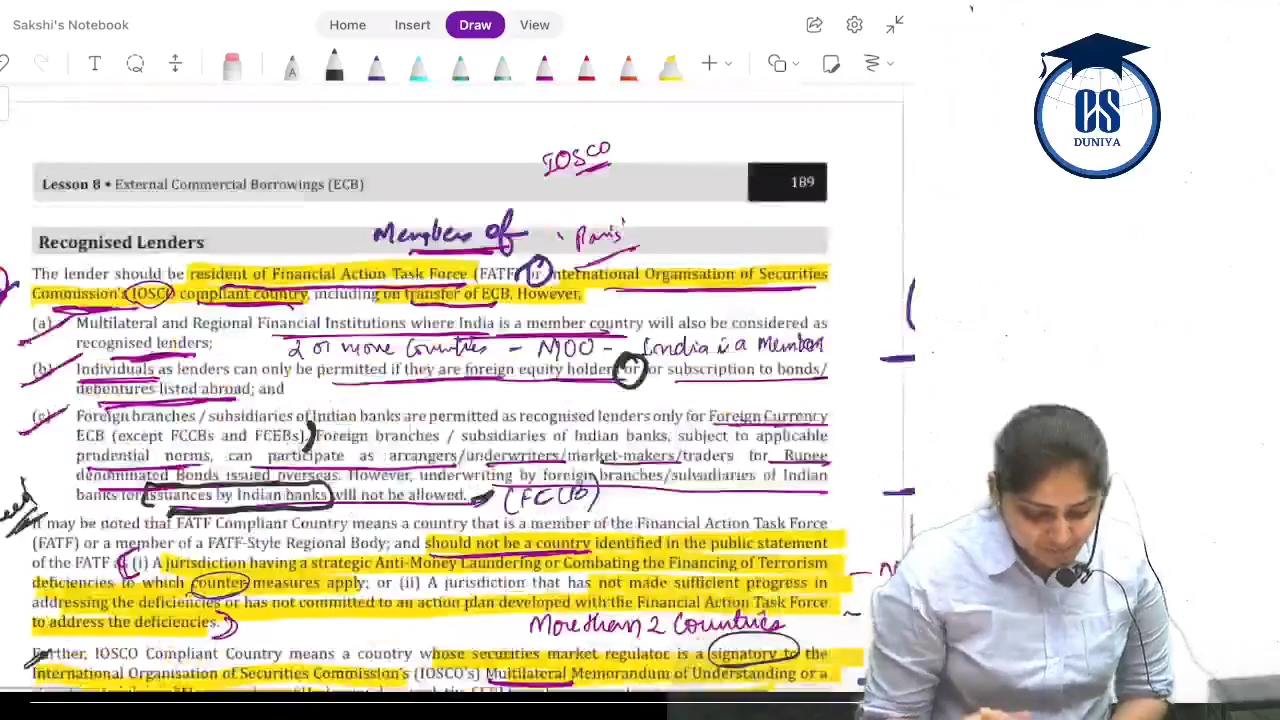 Sakshi's Notebook
Home Insert Draw View
CS
DUNIYA
IOSCO
Lesson 8 • External Commercial Borrowings (ECB) 189
Members of Paris
Recognised Lenders
The lender should be resident of Financial Action Task Force (FATF) or International Organisation of Securities
Commission's IOSCO compliant country, including on transfer of ECB. However,
(a) Multilateral and Regional Financial Institutions where India is a member country will also be considered as
recognised lenders;
2 or more Countries - MOO - India is a Member
(b) Individuals as lenders can only be permitted if they are foreign equity holder or for subscription to bonds/
debentures listed abroad; and
(c) Foreign branches / subsidiaries of Indian banks are permitted as recognised lenders only for Foreign Currency
ECB (except FCCBs and FCEBs). Foreign branches / subsidiaries of Indian banks, subject to applicable
prudential norms, can participate as arrangers/underwriters/market-makers/traders for Rupee
denominated Bonds issued overseas. However, underwriting by foreign branches/subsidiaries of Indian
banks for issuances by Indian banks will not be allowed.
(FCCB)
It may be noted that FATF Compliant Country means a country that is a member of the Financial Action Task Force
(FATF) or a member of a FATF-Style Regional Body; and should not be a country identified in the public statement
of the FATF (i) A jurisdiction having a strategic Anti-Money Laundering or Combating the Financing of Terrorism
deficiencies to which counter measures apply; or (ii) A jurisdiction that has not made sufficient progress in
addressing the deficiencies or has not committed to an action plan developed with the Financial Action Task Force
to address the deficiencies.
More than 2 Countries
Further, IOSCO Compliant Country means a country whose securities market regulator is a signatory to the
International Organisation of Securities Commission's (IOSCO's) Multilateral Memorandum of Understanding or a